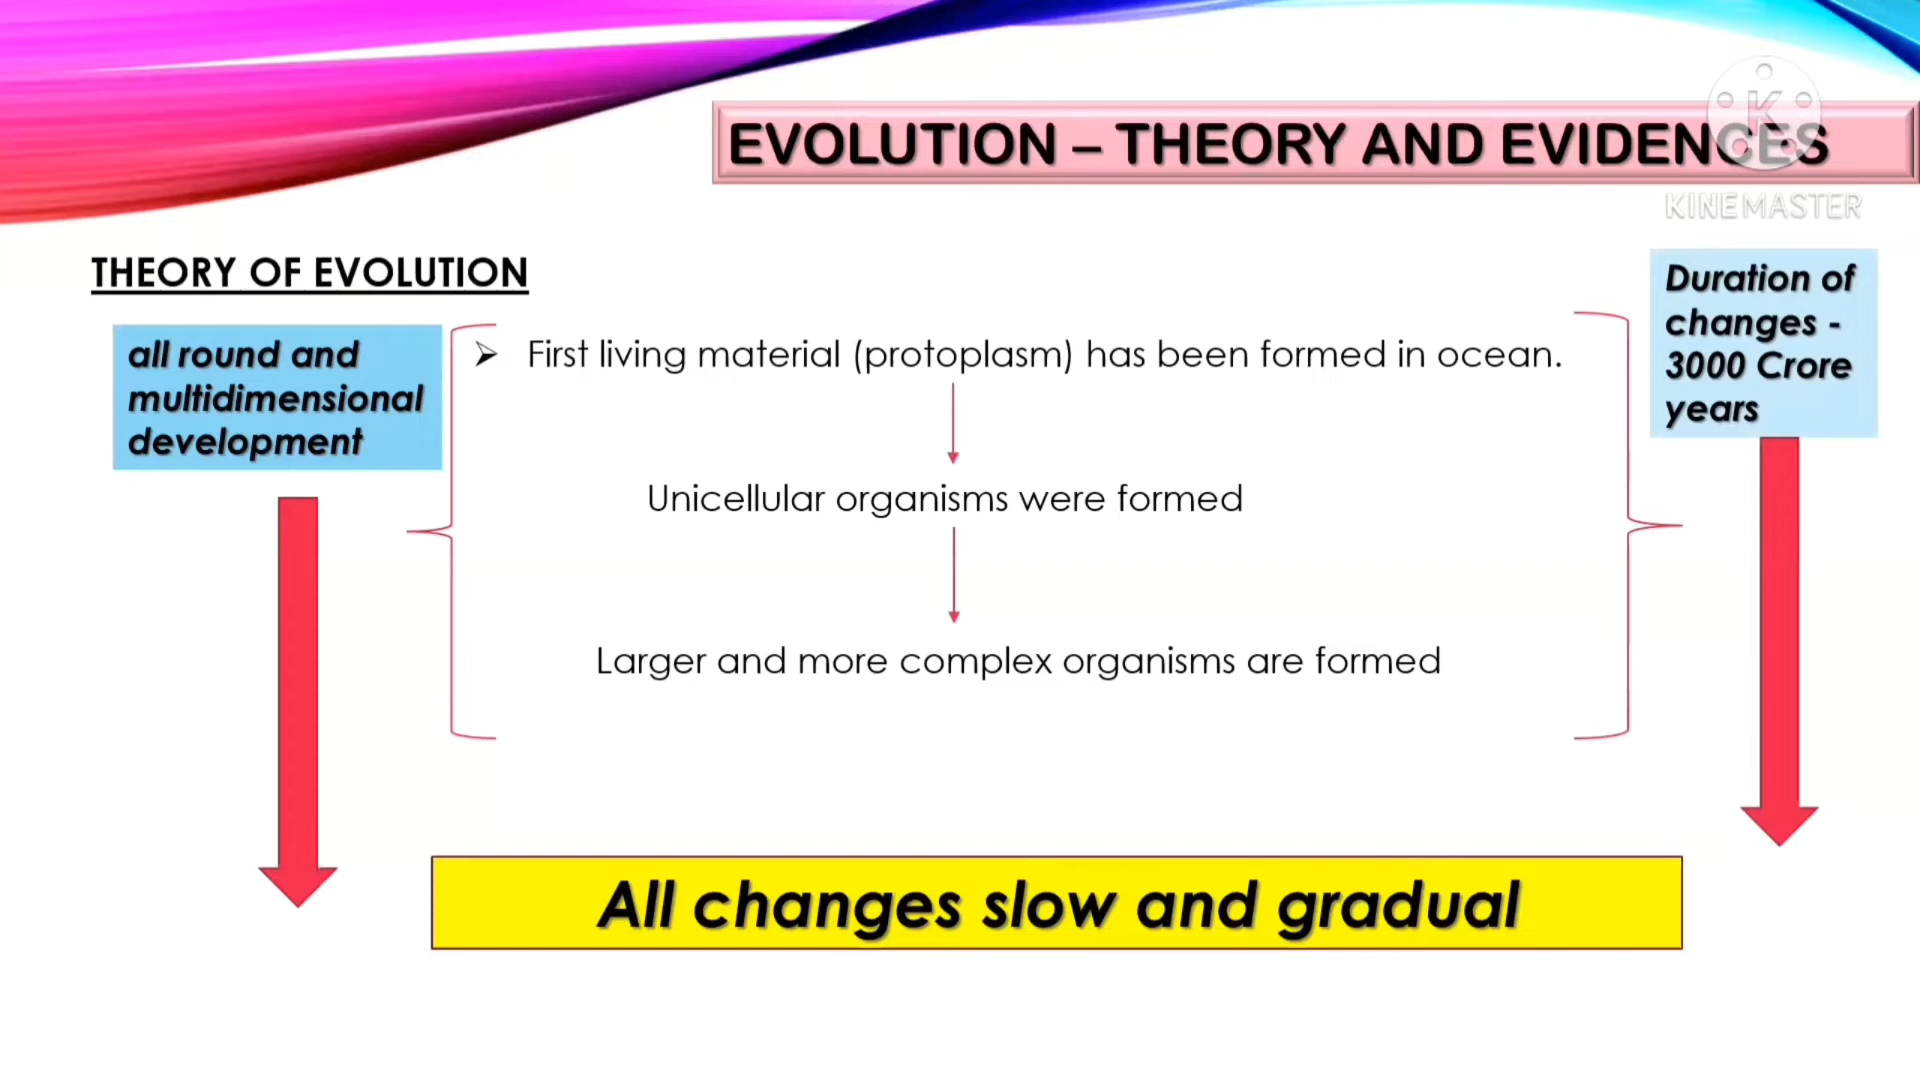 EVOLUTION – THEORY AND EVIDENCES
KINEMASTER
THEORY OF EVOLUTION
all round and
multidimensional
development
➢ First living material (protoplasm) has been formed in ocean.
Unicellular organisms were formed
Larger and more complex organisms are formed
Duration of
changes -
3000 Crore
years
All changes slow and gradual